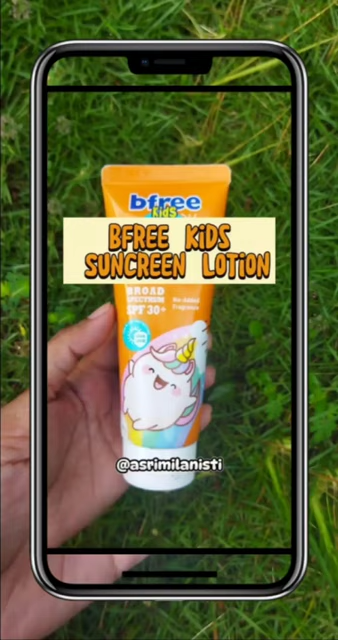 bfree
kids
BFREE KiDS
SUNCREEN LOTION
BROAD
SPECTRUM
SPF 30+
No Added
Fragrance
@asrimilanisti